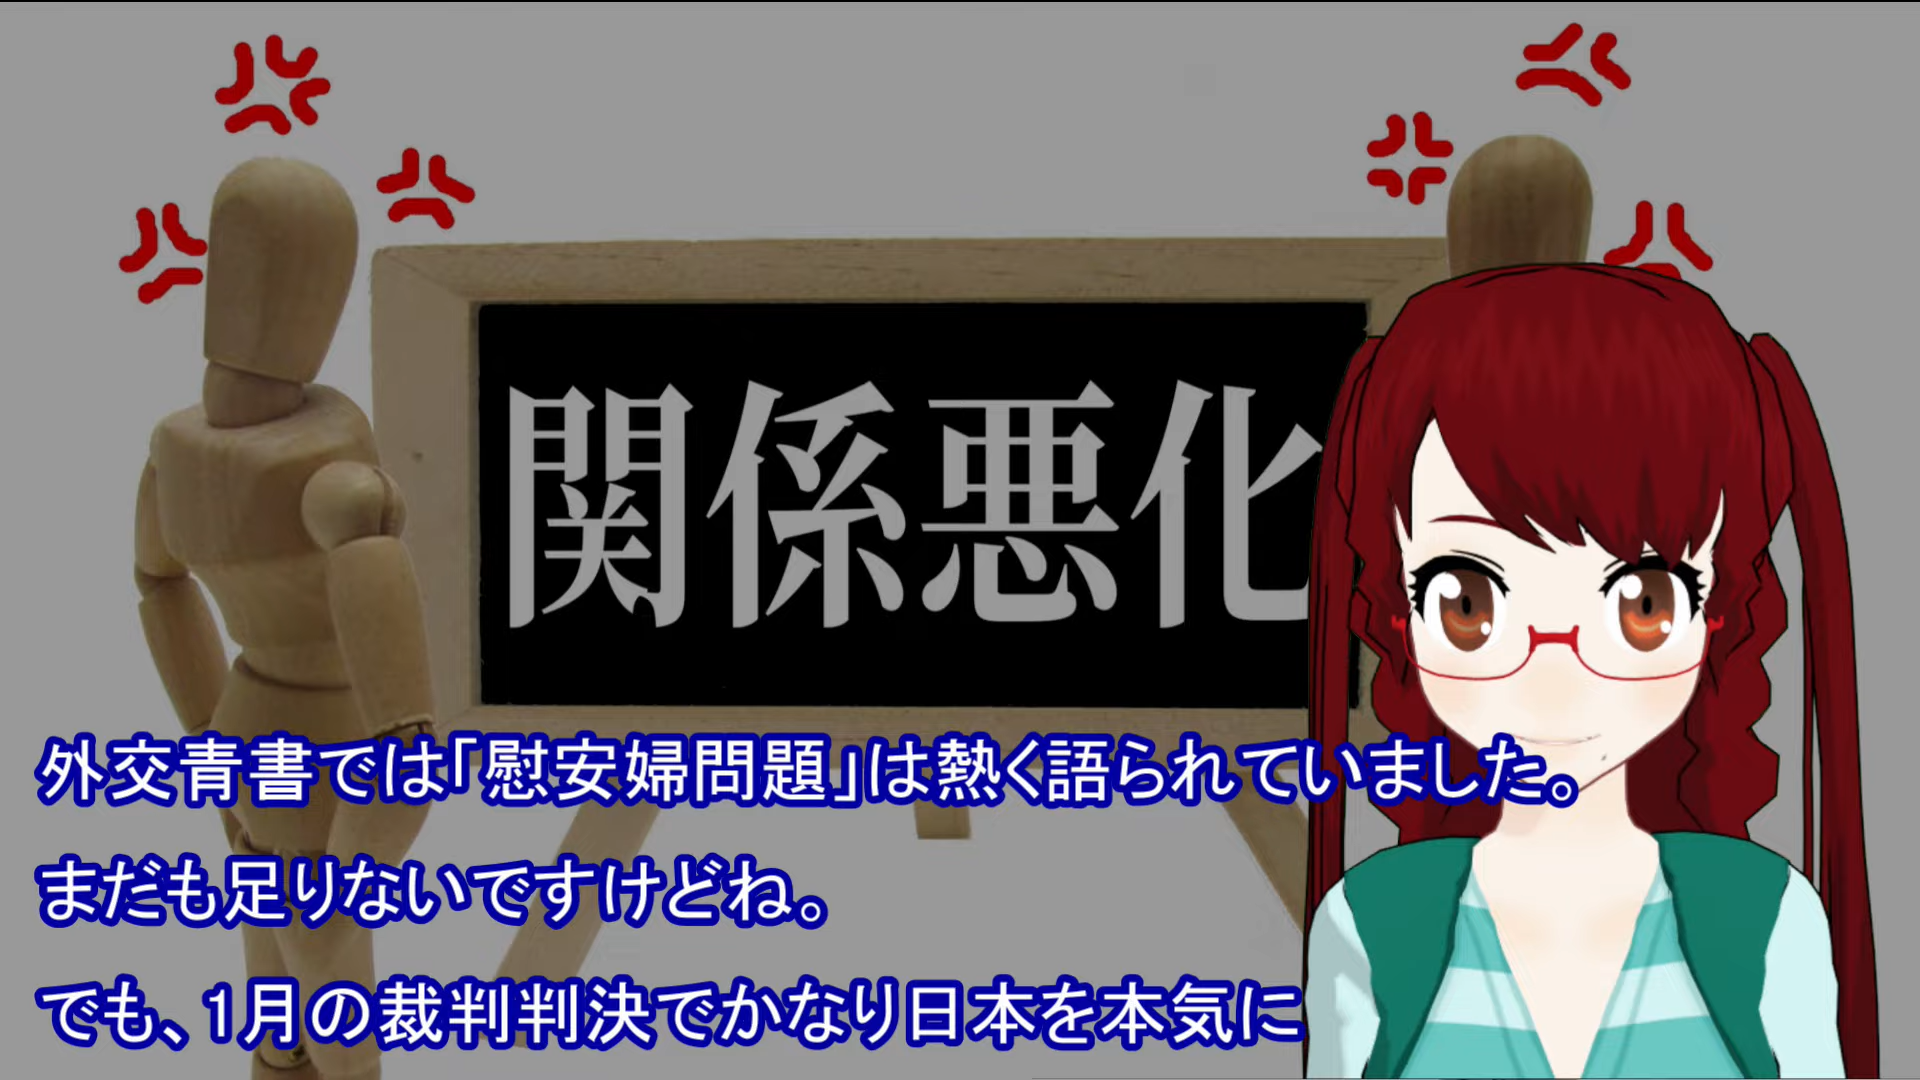 関係悪化
外交青書では「慰安婦問題」は熱く語られていました。
まだも足りないですけどね。
でも、1月の裁判判決でかなり日本を本気に